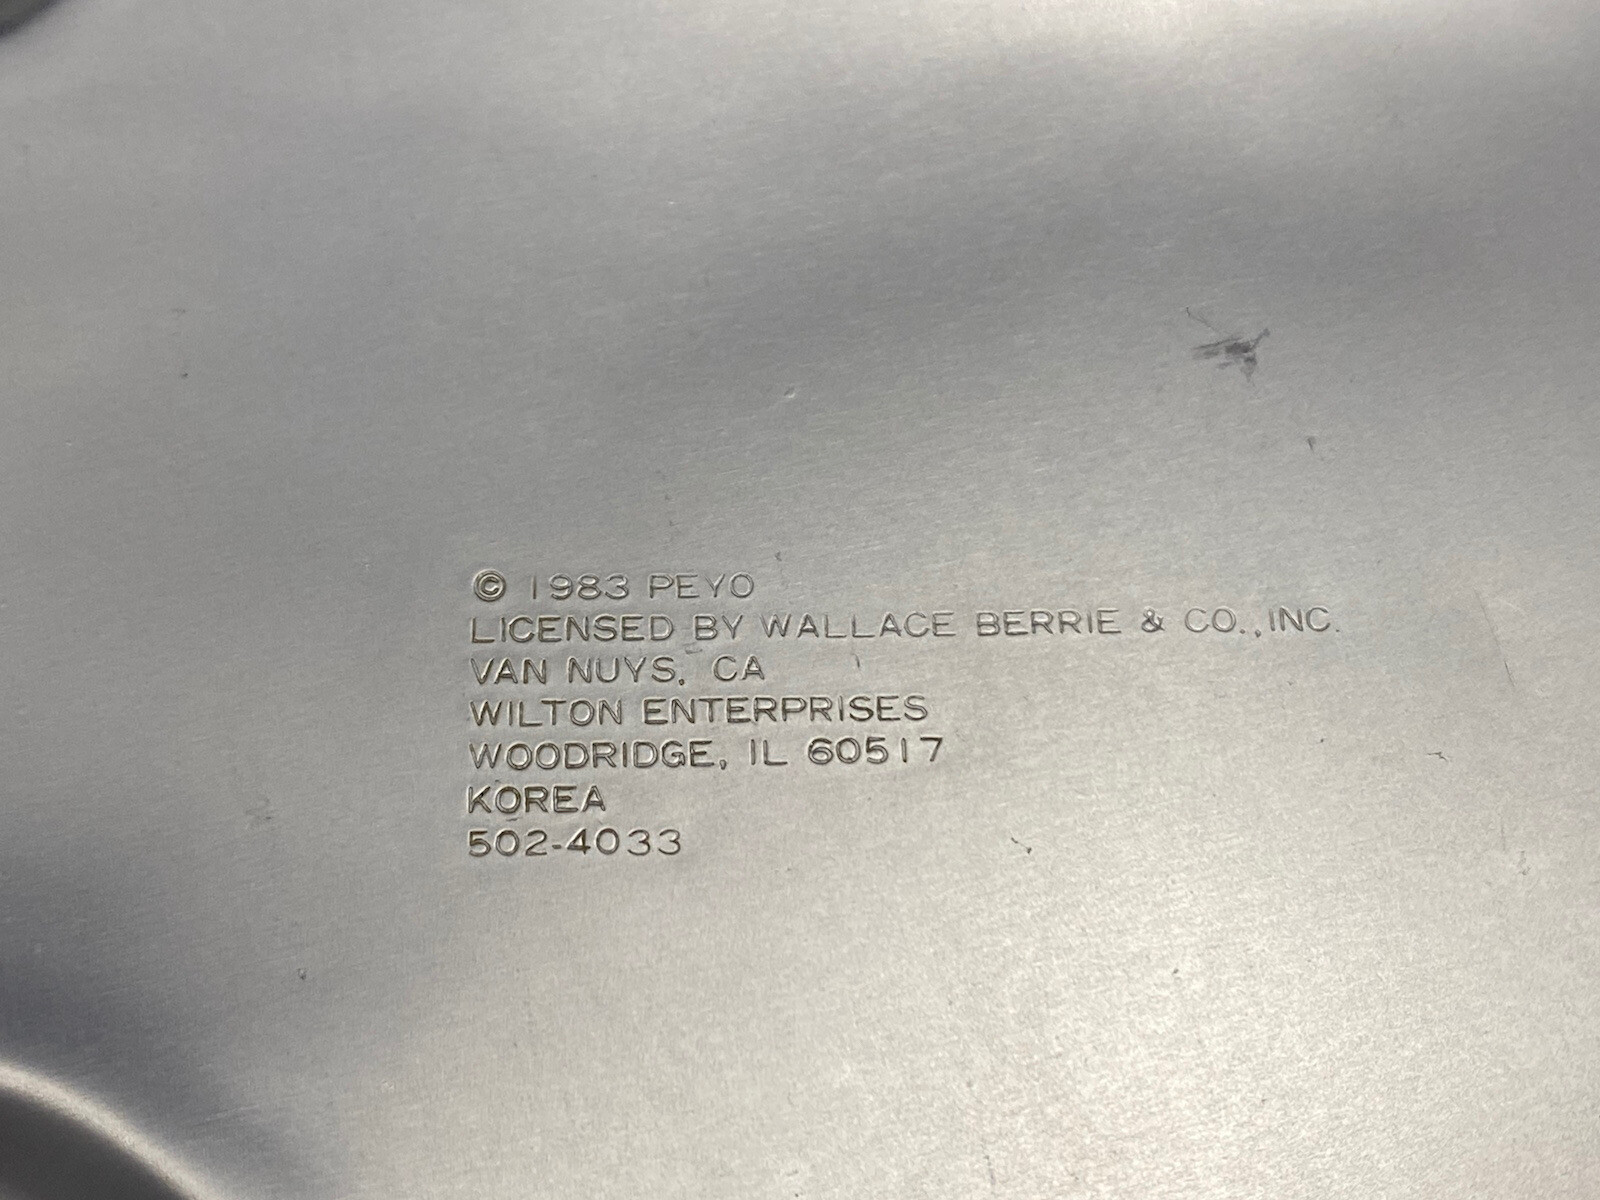 © 1983 PEYO
LICENSED BY WALLACE BERRIE & CO., INC.
VAN NUYS, CA
WILTON ENTERPRISES
WOODRIDGE, IL 60517
KOREA
502-4033